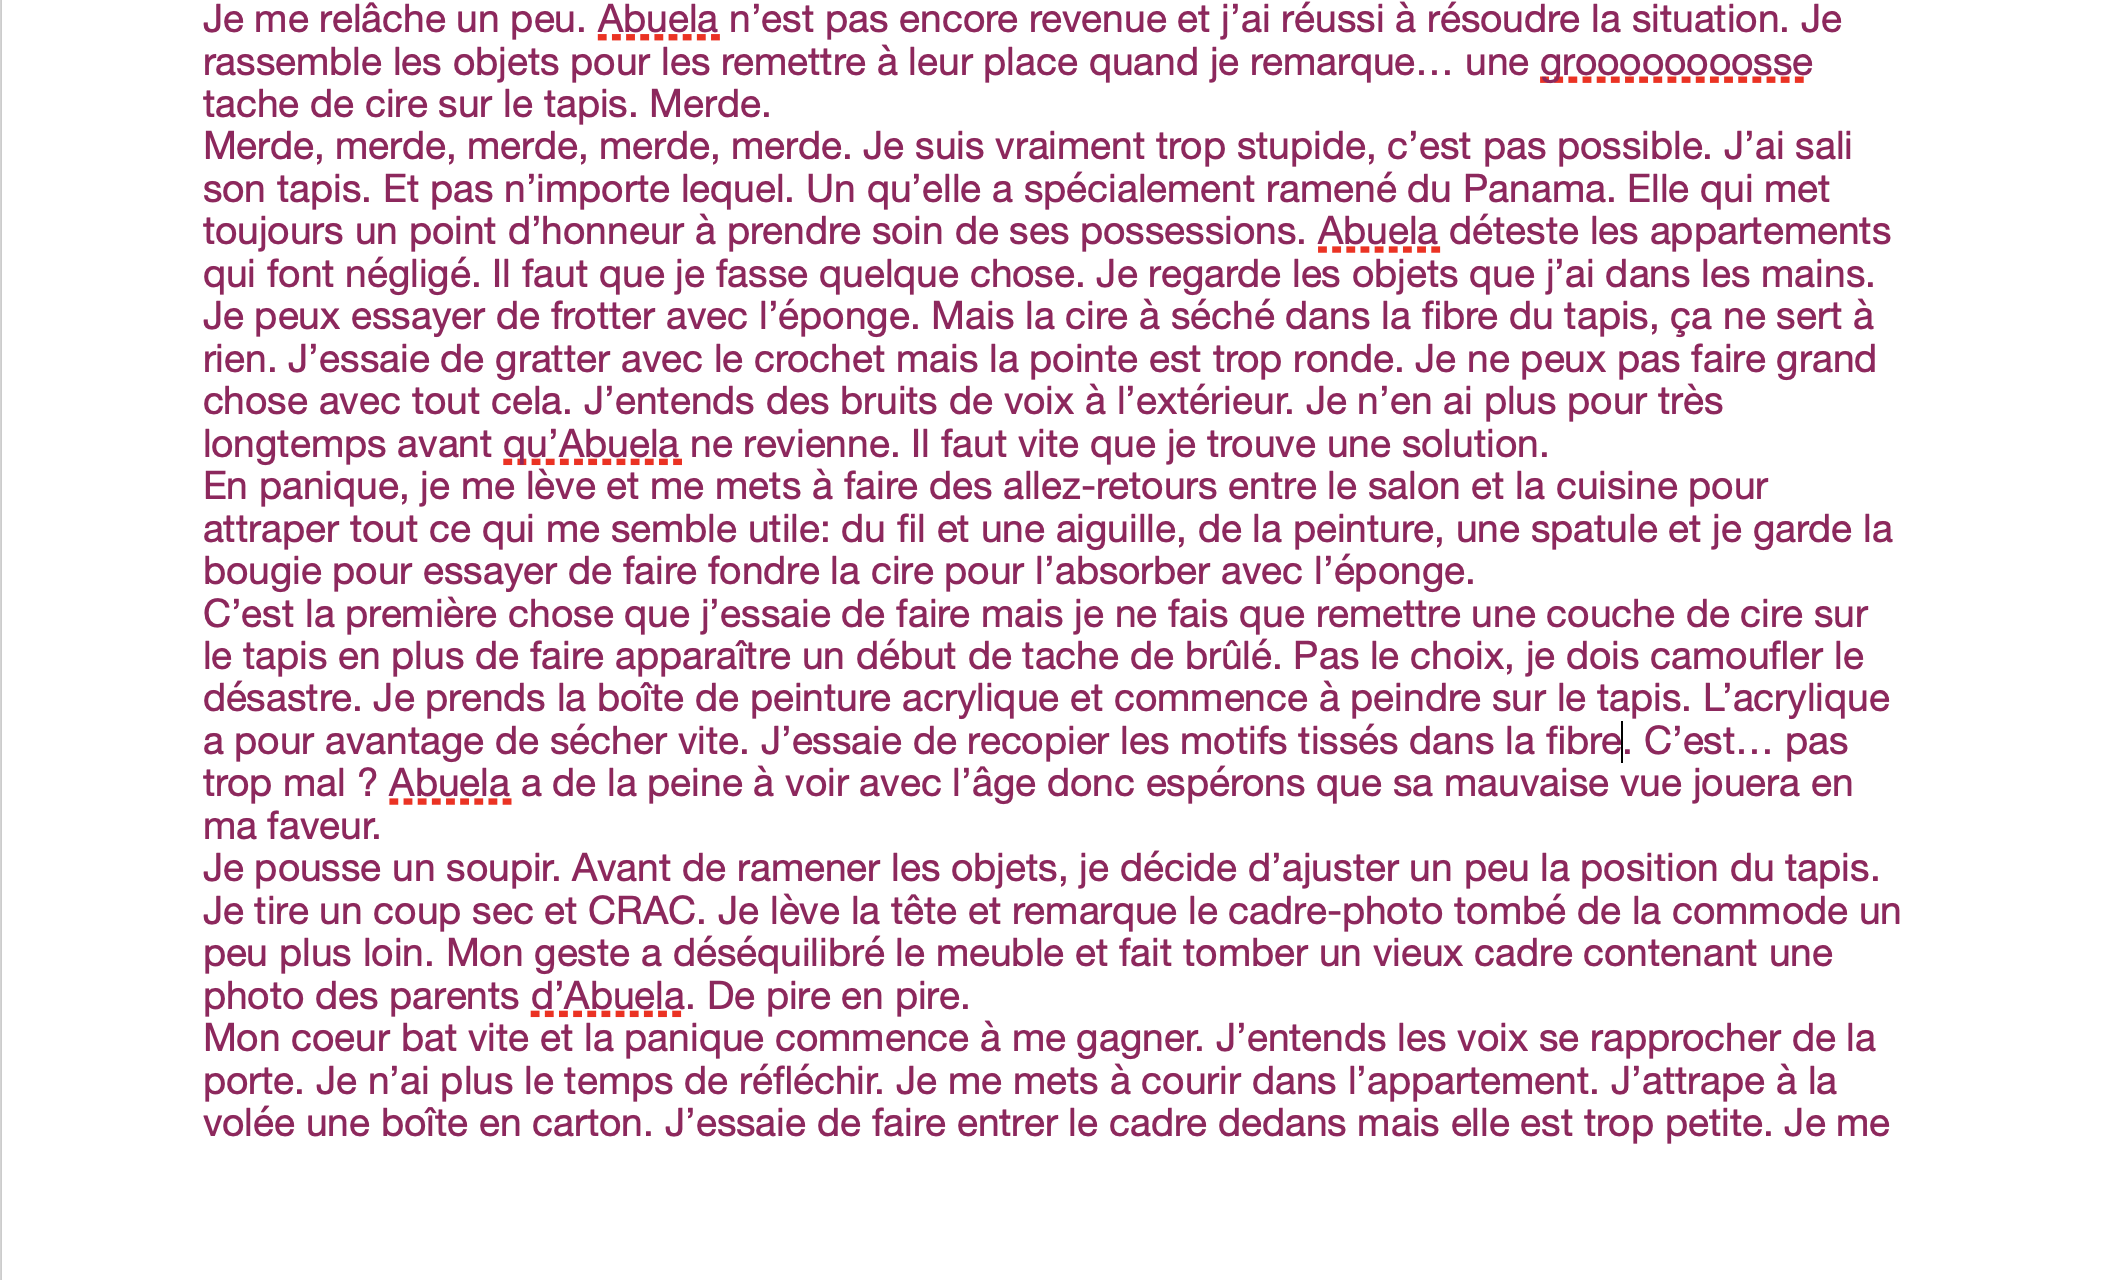 Je me relâche un peu. Abuela n’est pas encore revenue et j’ai réussi à résoudre la situation. Je
rassemble les objets pour les remettre à leur place quand je remarque… une grooooooooosse
tache de cire sur le tapis. Merde.
Merde, merde, merde, merde, merde. Je suis vraiment trop stupide, c’est pas possible. J’ai sali
son tapis. Et pas n’importe lequel. Un qu’elle a spécialement ramené du Panama. Elle qui met
toujours un point d’honneur à prendre soin de ses possessions. Abuela déteste les appartements
qui font négligé. Il faut que je fasse quelque chose. Je regarde les objets que j’ai dans les mains.
Je peux essayer de frotter avec l’éponge. Mais la cire à séché dans la fibre du tapis, ça ne sert à
rien. J’essaie de gratter avec le crochet mais la pointe est trop ronde. Je ne peux pas faire grand
chose avec tout cela. J’entends des bruits de voix à l’extérieur. Je n’en ai plus pour très
longtemps avant qu’Abuela ne revienne. Il faut vite que je trouve une solution.
En panique, je me lève et me mets à faire des allez-retours entre le salon et la cuisine pour
attraper tout ce qui me semble utile: du fil et une aiguille, de la peinture, une spatule et je garde la
bougie pour essayer de faire fondre la cire pour l’absorber avec l’éponge.
C’est la première chose que j’essaie de faire mais je ne fais que remettre une couche de cire sur
le tapis en plus de faire apparaître un début de tache de brûlé. Pas le choix, je dois camoufler le
désastre. Je prends la boîte de peinture acrylique et commence à peindre sur le tapis. L’acrylique
a pour avantage de sécher vite. J’essaie de recopier les motifs tissés dans la fibre. C’est… pas
trop mal ? Abuela a de la peine à voir avec l’âge donc espérons que sa mauvaise vue jouera en
ma faveur.
Je pousse un soupir. Avant de ramener les objets, je décide d’ajuster un peu la position du tapis.
Je tire un coup sec et CRAC. Je lève la tête et remarque le cadre-photo tombé de la commode un
peu plus loin. Mon geste a déséquilibré le meuble et fait tomber un vieux cadre contenant une
photo des parents d’Abuela. De pire en pire.
Mon coeur bat vite et la panique commence à me gagner. J’entends les voix se rapprocher de la
porte. Je n’ai plus le temps de réfléchir. Je me mets à courir dans l’appartement. J’attrape à la
volée une boîte en carton. J’essaie de faire entrer le cadre dedans mais elle est trop petite. Je me